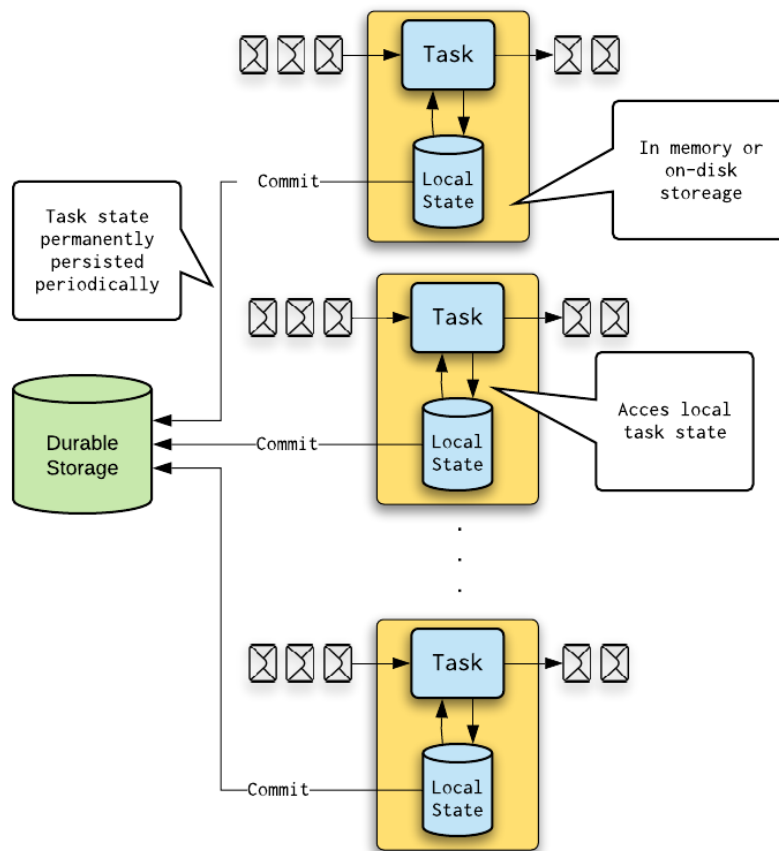 Task
Local
State
Commit
In memory or
on-disk
storeage
Task state
permanently
persisted
periodically
Task
Local
State
Commit
Acces local
task state
Durable
Storage
.
.
.
Task
Local
State
Commit